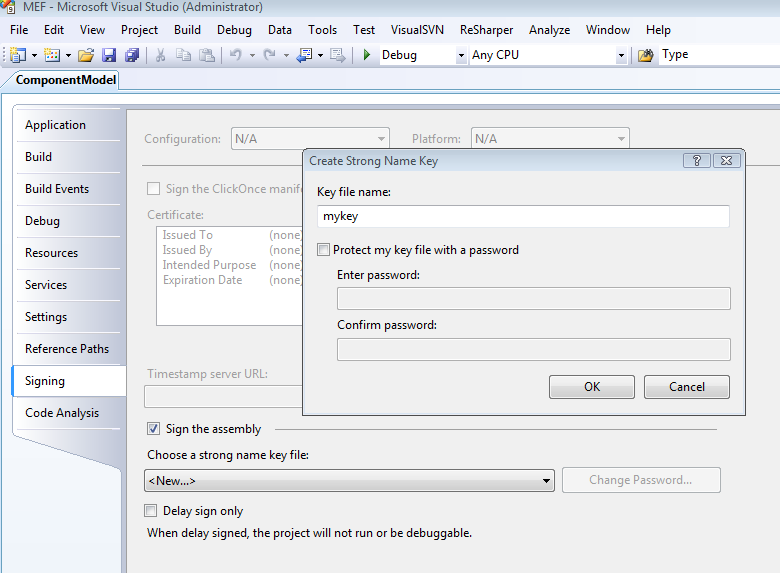 MEF - Microsoft Visual Studio (Administrator)
File Edit View Project Build Debug Data Tools Test VisualSVN ReSharper Analyze Window Help
Debug Any CPU Type
ComponentModel
Application
Build
Build Events
Debug
Resources
Services
Settings
Reference Paths
Signing
Code Analysis
Configuration: N/A Platform: N/A
Sign the ClickOnce manife
Certificate:
Issued To (none)
Issued By (none)
Intended Purpose (none)
Expiration Date (none)
Timestamp server URL:
Create Strong Name Key
Key file name:
mykey
Protect my key file with a password
Enter password:
Confirm password:
OK Cancel
Sign the assembly
Choose a strong name key file:
<New...> Change Password...
Delay sign only
When delay signed, the project will not run or be debuggable.